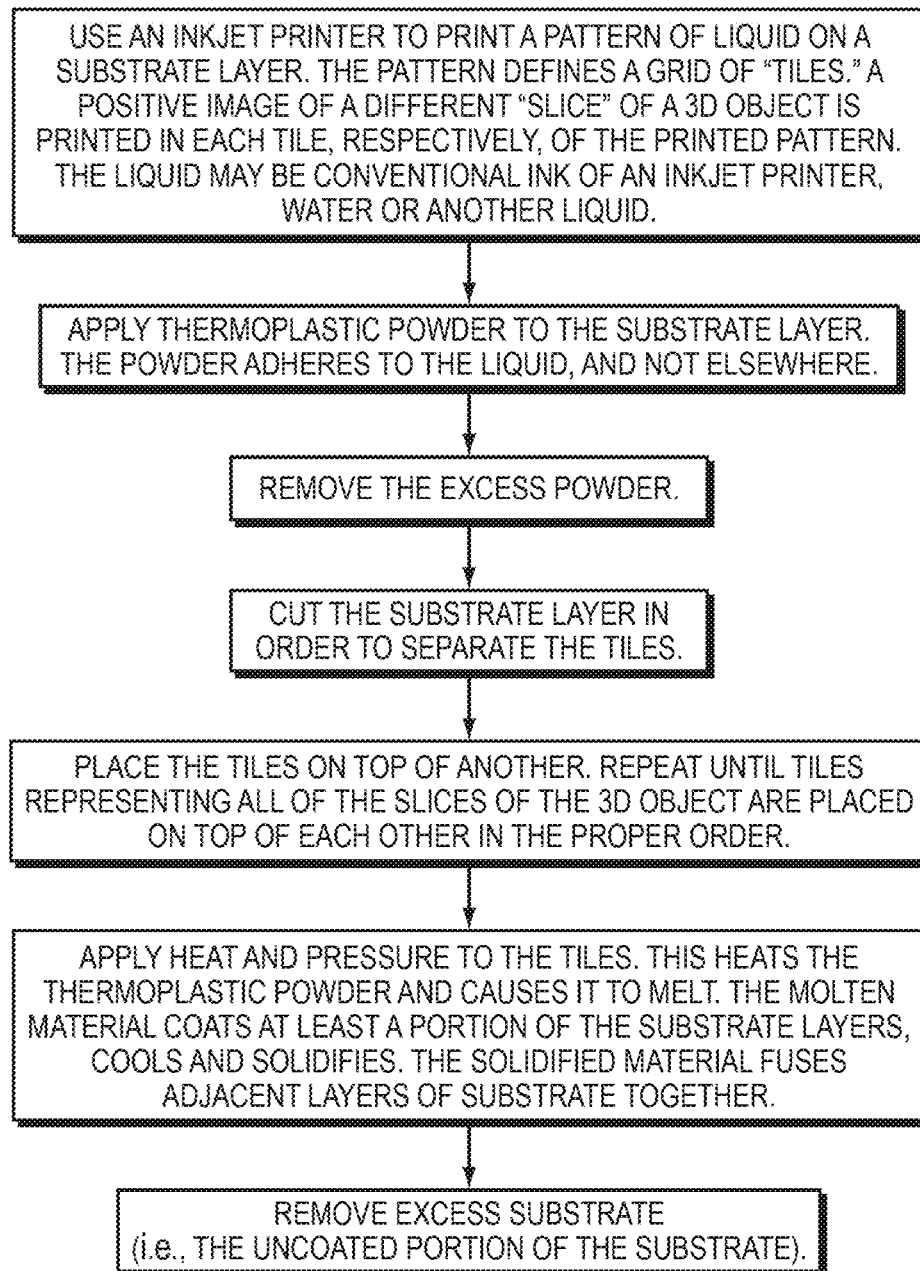 USE AN INKJET PRINTER TO PRINT A PATTERN OF LIQUID ON A
SUBSTRATE LAYER. THE PATTERN DEFINES A GRID OF “TILES.” A
POSITIVE IMAGE OF A DIFFERENT “SLICE” OF A 3D OBJECT IS
PRINTED IN EACH TILE, RESPECTIVELY, OF THE PRINTED PATTERN.
THE LIQUID MAY BE CONVENTIONAL INK OF AN INKJET PRINTER,
WATER OR ANOTHER LIQUID.
APPLY THERMOPLASTIC POWDER TO THE SUBSTRATE LAYER.
THE POWDER ADHERES TO THE LIQUID, AND NOT ELSEWHERE.
REMOVE THE EXCESS POWDER.
CUT THE SUBSTRATE LAYER IN
ORDER TO SEPARATE THE TILES.
PLACE THE TILES ON TOP OF ANOTHER. REPEAT UNTIL TILES
REPRESENTING ALL OF THE SLICES OF THE 3D OBJECT ARE PLACED
ON TOP OF EACH OTHER IN THE PROPER ORDER.
APPLY HEAT AND PRESSURE TO THE TILES. THIS HEATS THE
THERMOPLASTIC POWDER AND CAUSES IT TO MELT. THE MOLTEN
MATERIAL COATS AT LEAST A PORTION OF THE SUBSTRATE LAYERS,
COOLS AND SOLIDIFIES. THE SOLIDIFIED MATERIAL FUSES
ADJACENT LAYERS OF SUBSTRATE TOGETHER.
REMOVE EXCESS SUBSTRATE
(i.e., THE UNCOATED PORTION OF THE SUBSTRATE).